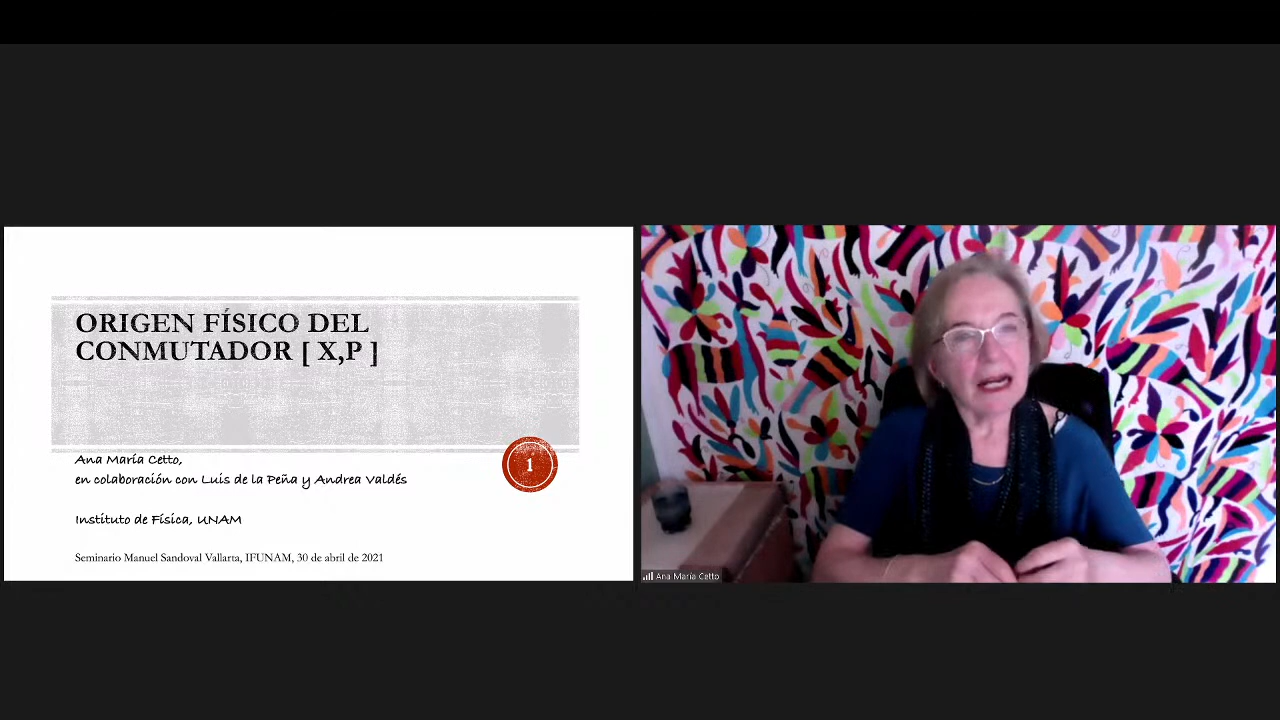 ORIGEN FÍSICO DEL
CONMUTADOR [ X,P ]
Ana María Cetto,
en colaboración con Luis de la Peña y Andrea Valdés
1
Instituto de Física, UNAM
Seminario Manuel Sandoval Vallarta, IFUNAM, 30 de abril de 2021
Ana María Cetto